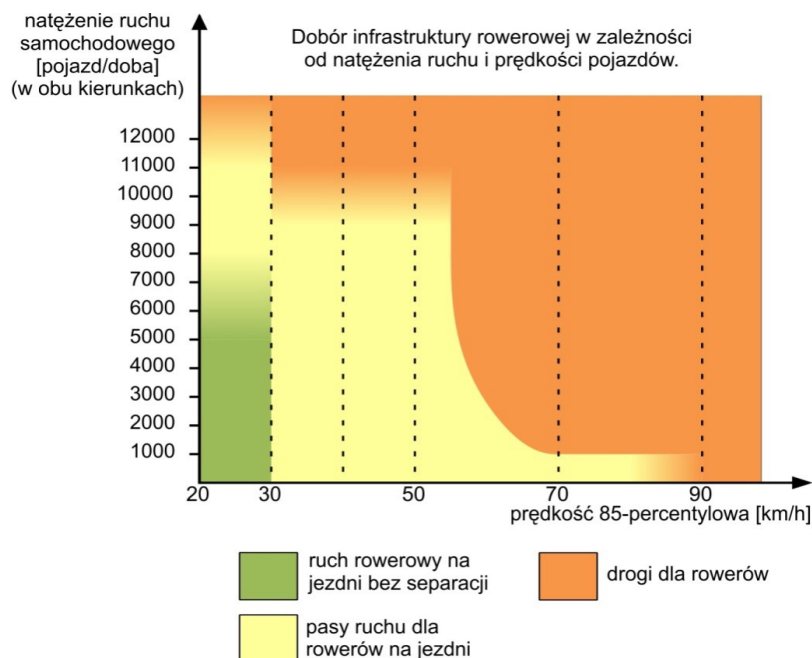 natężenie ruchu
samochodowego
[pojazd/doba]
(w obu kierunkach)
Dobór infrastruktury rowerowej w zależności
od natężenia ruchu i prędkości pojazdów.
12000
11000
10000
9000
8000
7000
6000
5000
4000
3000
2000
1000
20 30 50 70 90
prędkość 85-percentylowa [km/h]
ruch rowerowy na
jezdni bez separacji
drogi dla rowerów
pasy ruchu dla
rowerów na jezdni